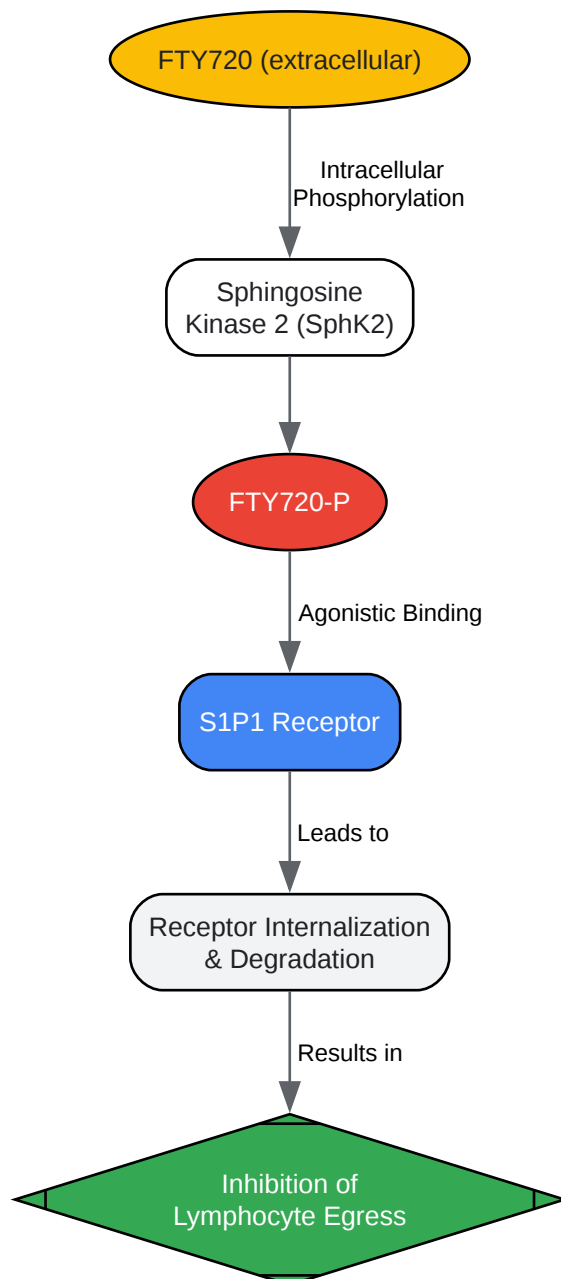 FTY720 (extracellular)
Intracellular
Phosphorylation
Sphingosine
Kinase 2 (SphK2)
FTY720-P
Agonistic Binding
S1P1 Receptor
Leads to
Receptor Internalization
& Degradation
Results in
Inhibition of
Lymphocyte Egress